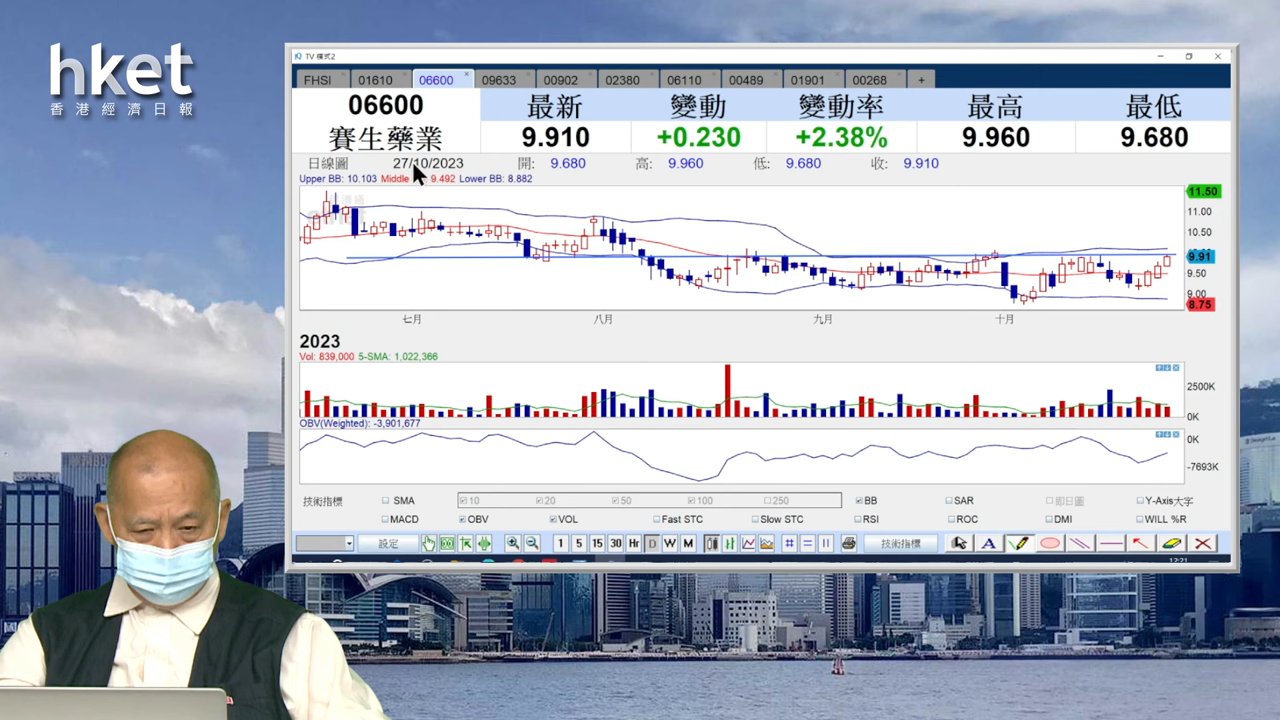 hket
香港經濟日報
TV 模式2
FHSI 01610 06600 09633 00902 02380 06110 00489 01901 00268 +
06600 最新 變動 變動率 最高 最低
賽生藥業 9.910 +0.230 +2.38% 9.960 9.680
日線圖 27/10/2023 開: 9.680 高: 9.960 低: 9.680 收: 9.910
Upper BB: 10.103 Middle 9.492 Lower BB: 8.882
11.50
11.00
10.50
9.91
9.50
9.00
8.75
七月 八月 九月 十月
2023
Vol: 839,000 5-SMA: 1,022,366
2500K
0K
OBV(Weighted): -3,901,677
0K
-7693K
技術指標 SMA 10 20 50 100 250 BB SAR 即日圖 Y-Axis大字
MACD OBV VOL Fast STC Slow STC RSI ROC DMI WILL %R
設定 1 5 15 30 Hr D W M 技術指標 A
12:21